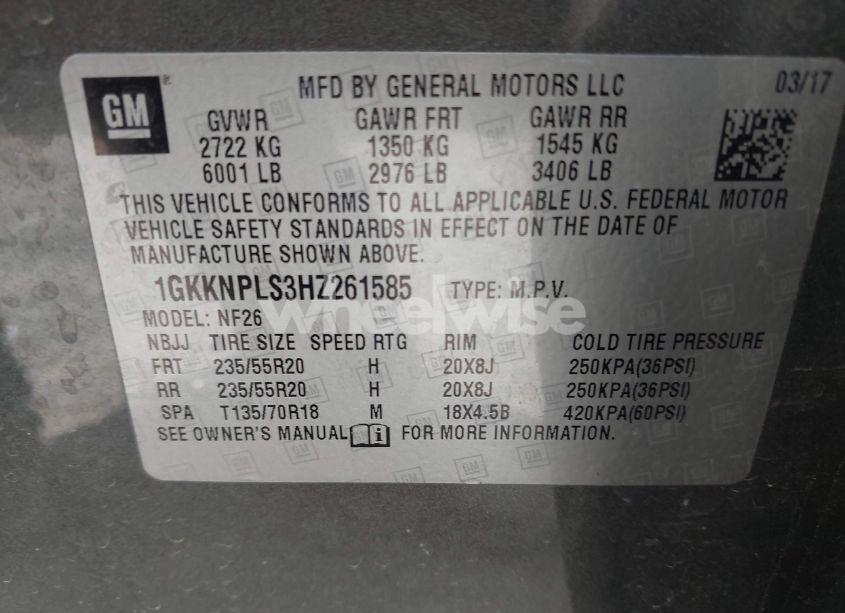 GM
MFD BY GENERAL MOTORS LLC 03/17
GVWR GAWR FRT GAWR RR
2722 KG 1350 KG 1545 KG
6001 LB 2976 LB 3406 LB
THIS VEHICLE CONFORMS TO ALL APPLICABLE U.S. FEDERAL MOTOR
VEHICLE SAFETY STANDARDS IN EFFECT ON THE DATE OF
MANUFACTURE SHOWN ABOVE.
1GKKNPLS3HZ261585 TYPE: M.P.V.
wheelwise
MODEL: NF26
NBJJ TIRE SIZE SPEED RTG RIM COLD TIRE PRESSURE
FRT 235/55R20 H 20X8J 250KPA(36PSI)
RR 235/55R20 H 20X8J 250KPA(36PSI)
SPA T135/70R18 M 18X4.5B 420KPA(60PSI)
SEE OWNER'S MANUAL i FOR MORE INFORMATION.